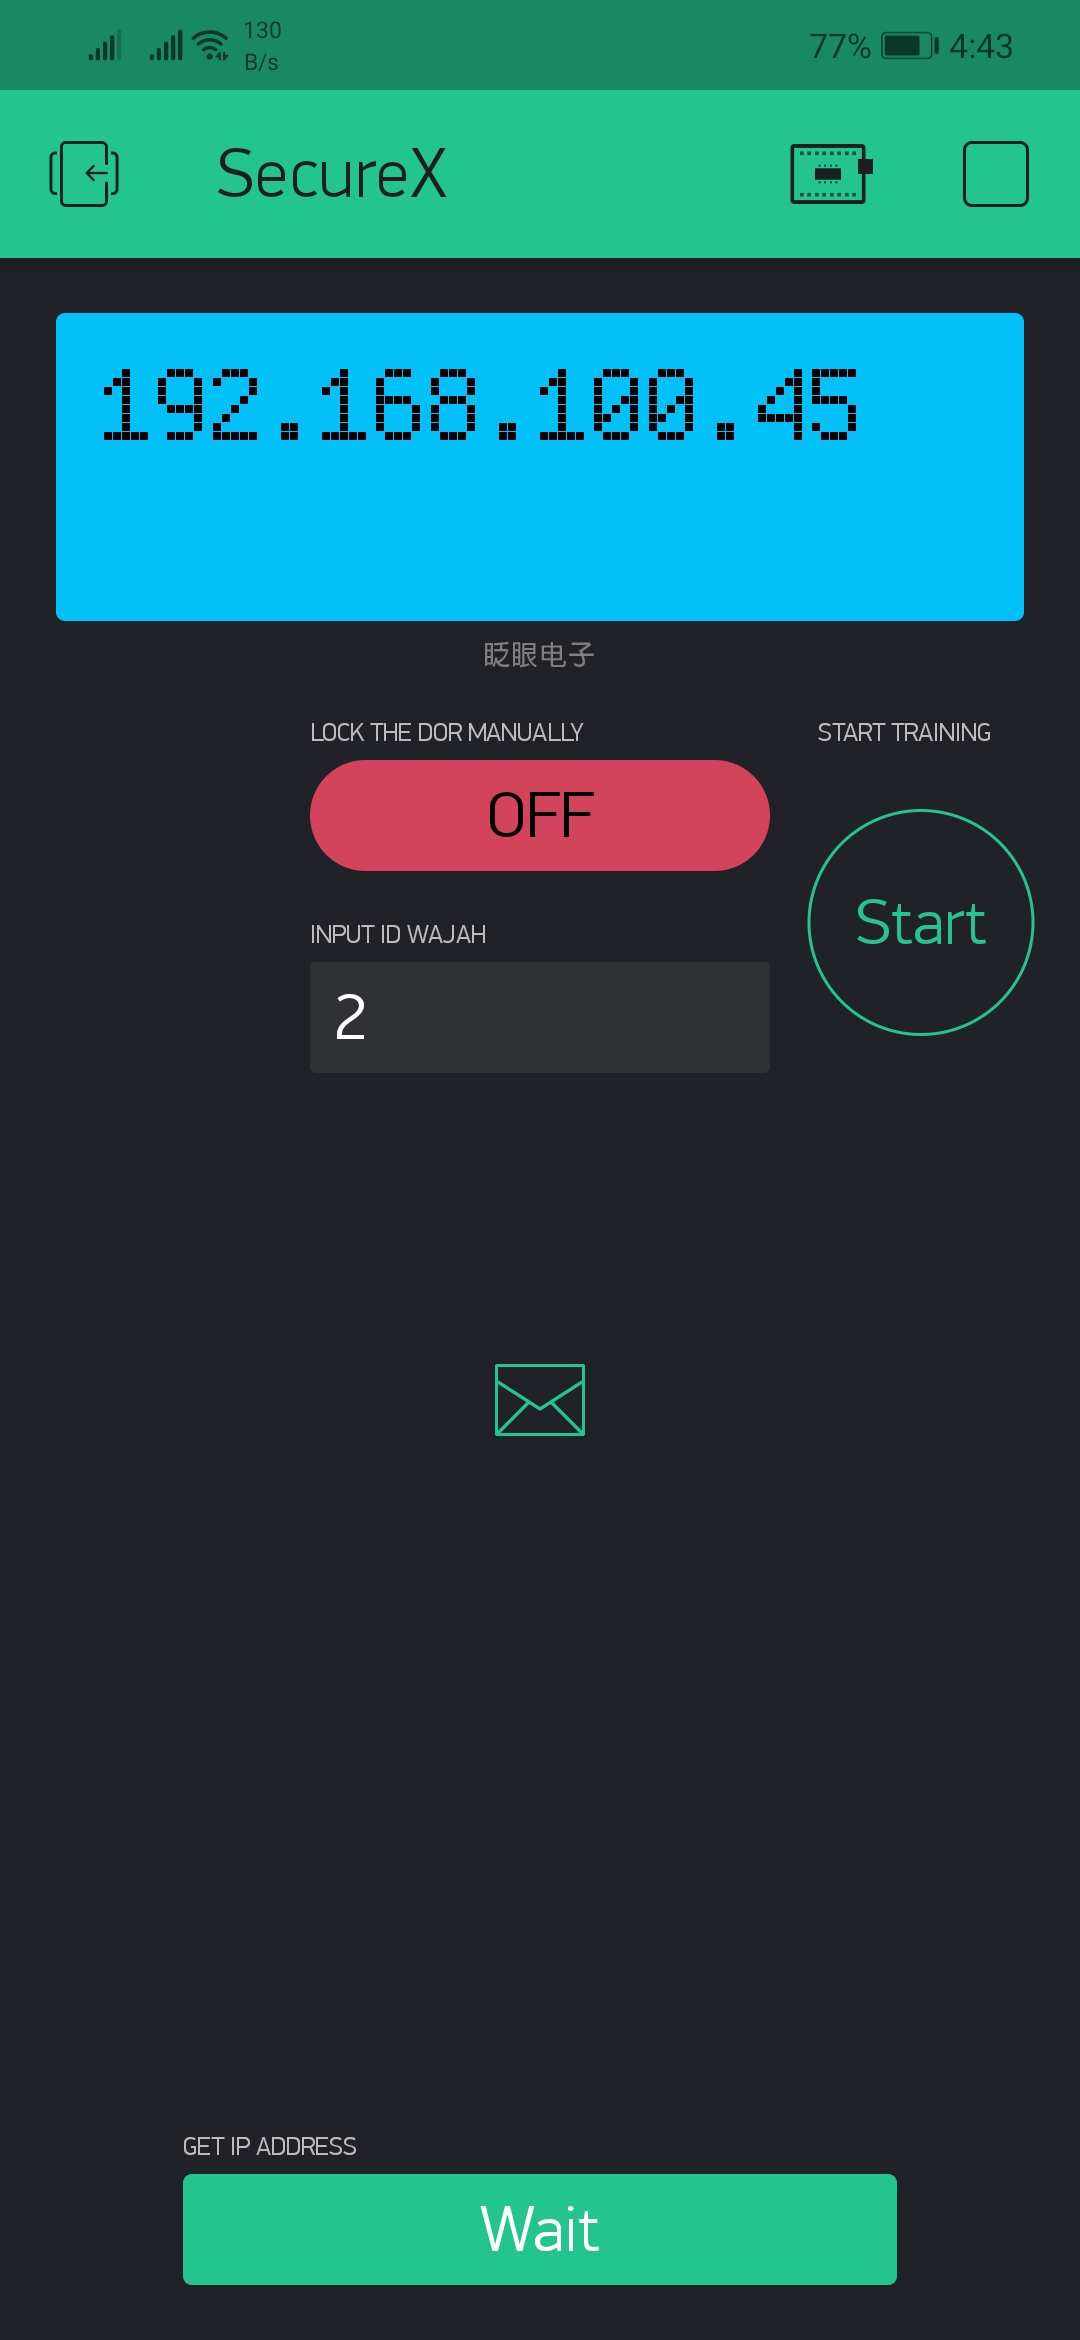 130
B/s
77% 4:43
SecureX
192.168.100.45
眨眼电子
LOCK THE DOR MANUALLY
START TRAINING
OFF
Start
INPUT ID WAJAH
2
GET IP ADDRESS
Wait